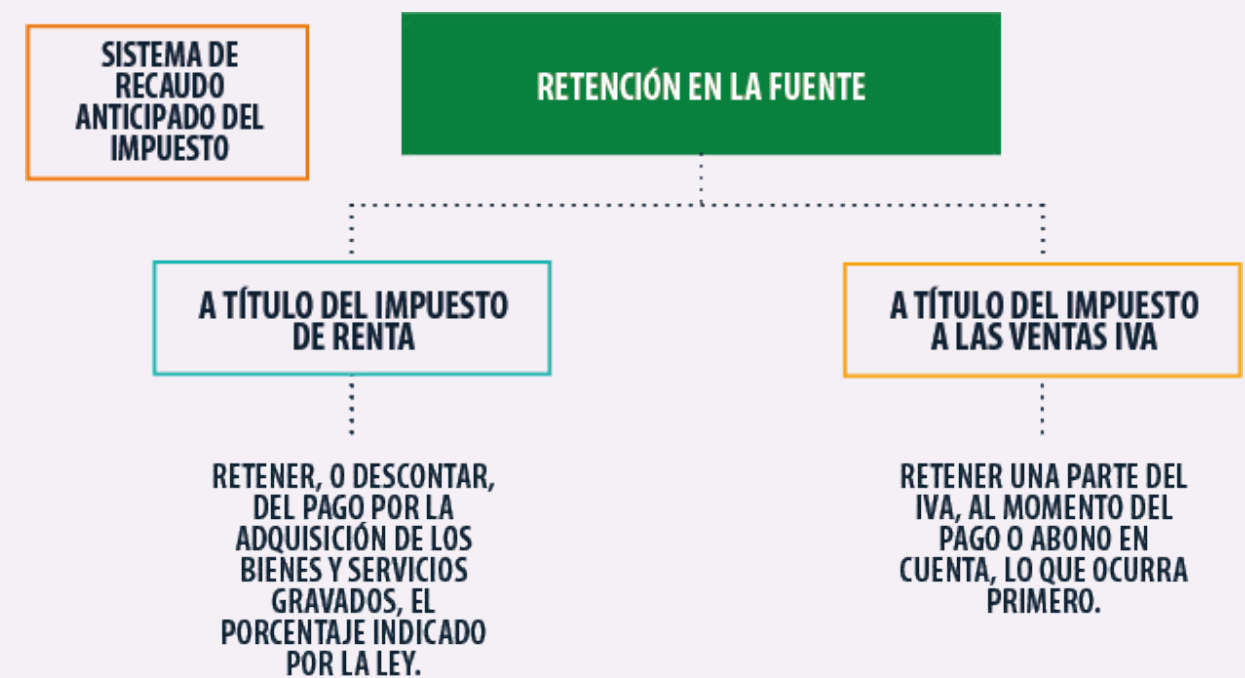 SISTEMA DE
RECAUDO
ANTICIPADO DEL
IMPUESTO
RETENCIÓN EN LA FUENTE
A TÍTULO DEL IMPUESTO
DE RENTA
A TÍTULO DEL IMPUESTO
A LAS VENTAS IVA
RETENER, O DESCONTAR,
DEL PAGO POR LA
ADQUISICIÓN DE LOS
BIENES Y SERVICIOS
GRAVADOS, EL
PORCENTAJE INDICADO
POR LA LEY.
RETENER UNA PARTE DEL
IVA, AL MOMENTO DEL
PAGO O ABONO EN
CUENTA, LO QUE OCURRA
PRIMERO.